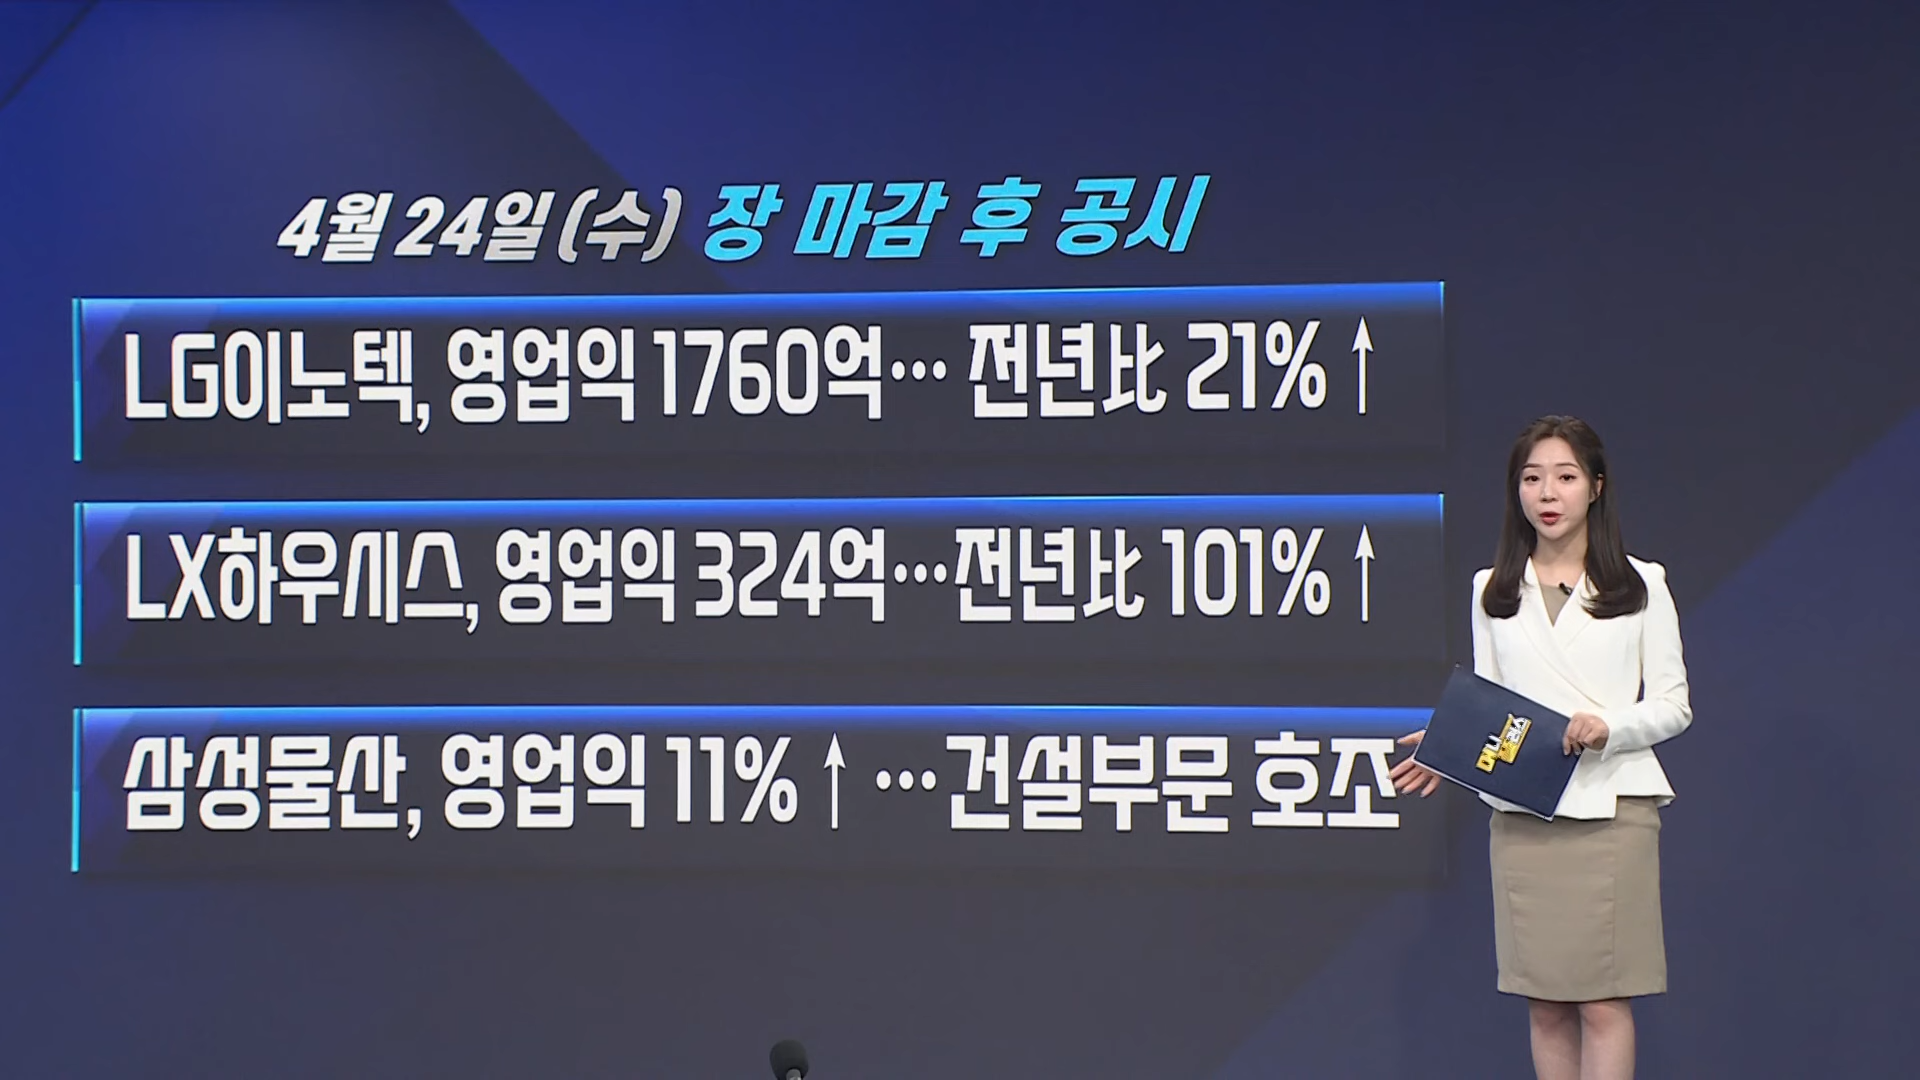 4월 24일(수) 장 마감 후 공시
LG이노텍, 영업익 1760억… 전년比 21%↑
LX하우시스, 영업익 324억…전년比 101%↑
삼성물산, 영업익 11%↑…건설부문 호조
머니